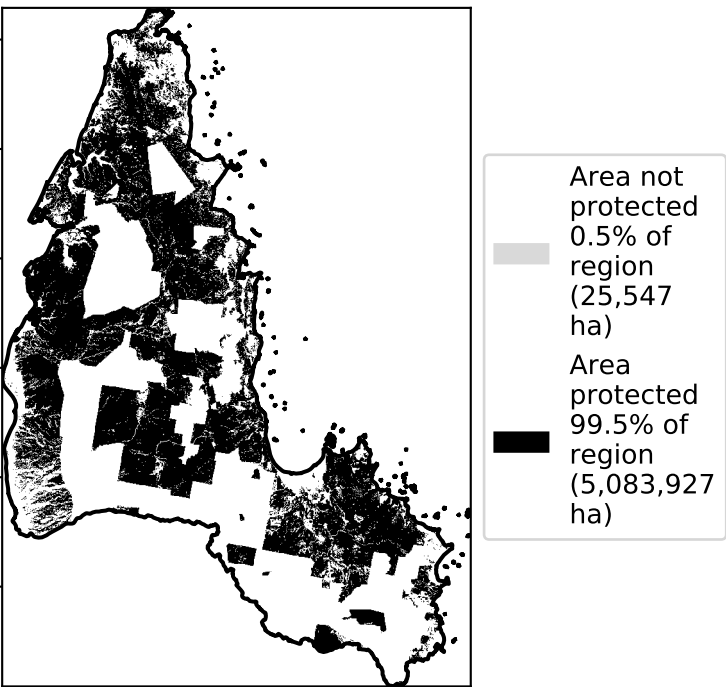 Area not
protected
0.5% of
region
(25,547
ha)
Area
protected
99.5% of
region
(5,083,927
ha)